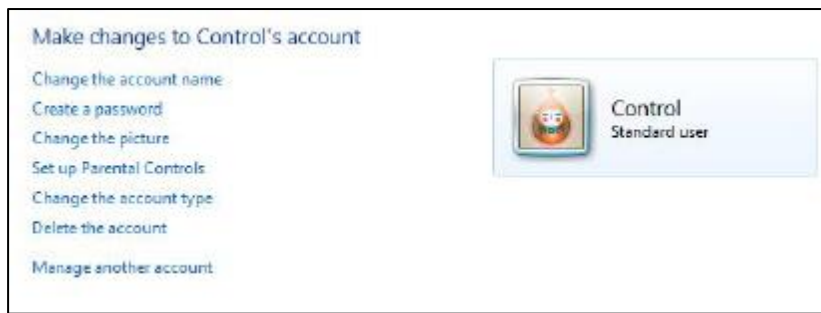 Make changes to Control's account
Change the account name
Create a password
Change the picture
Set up Parental Controls
Change the account type
Delete the account
Manage another account
Control
Standard user